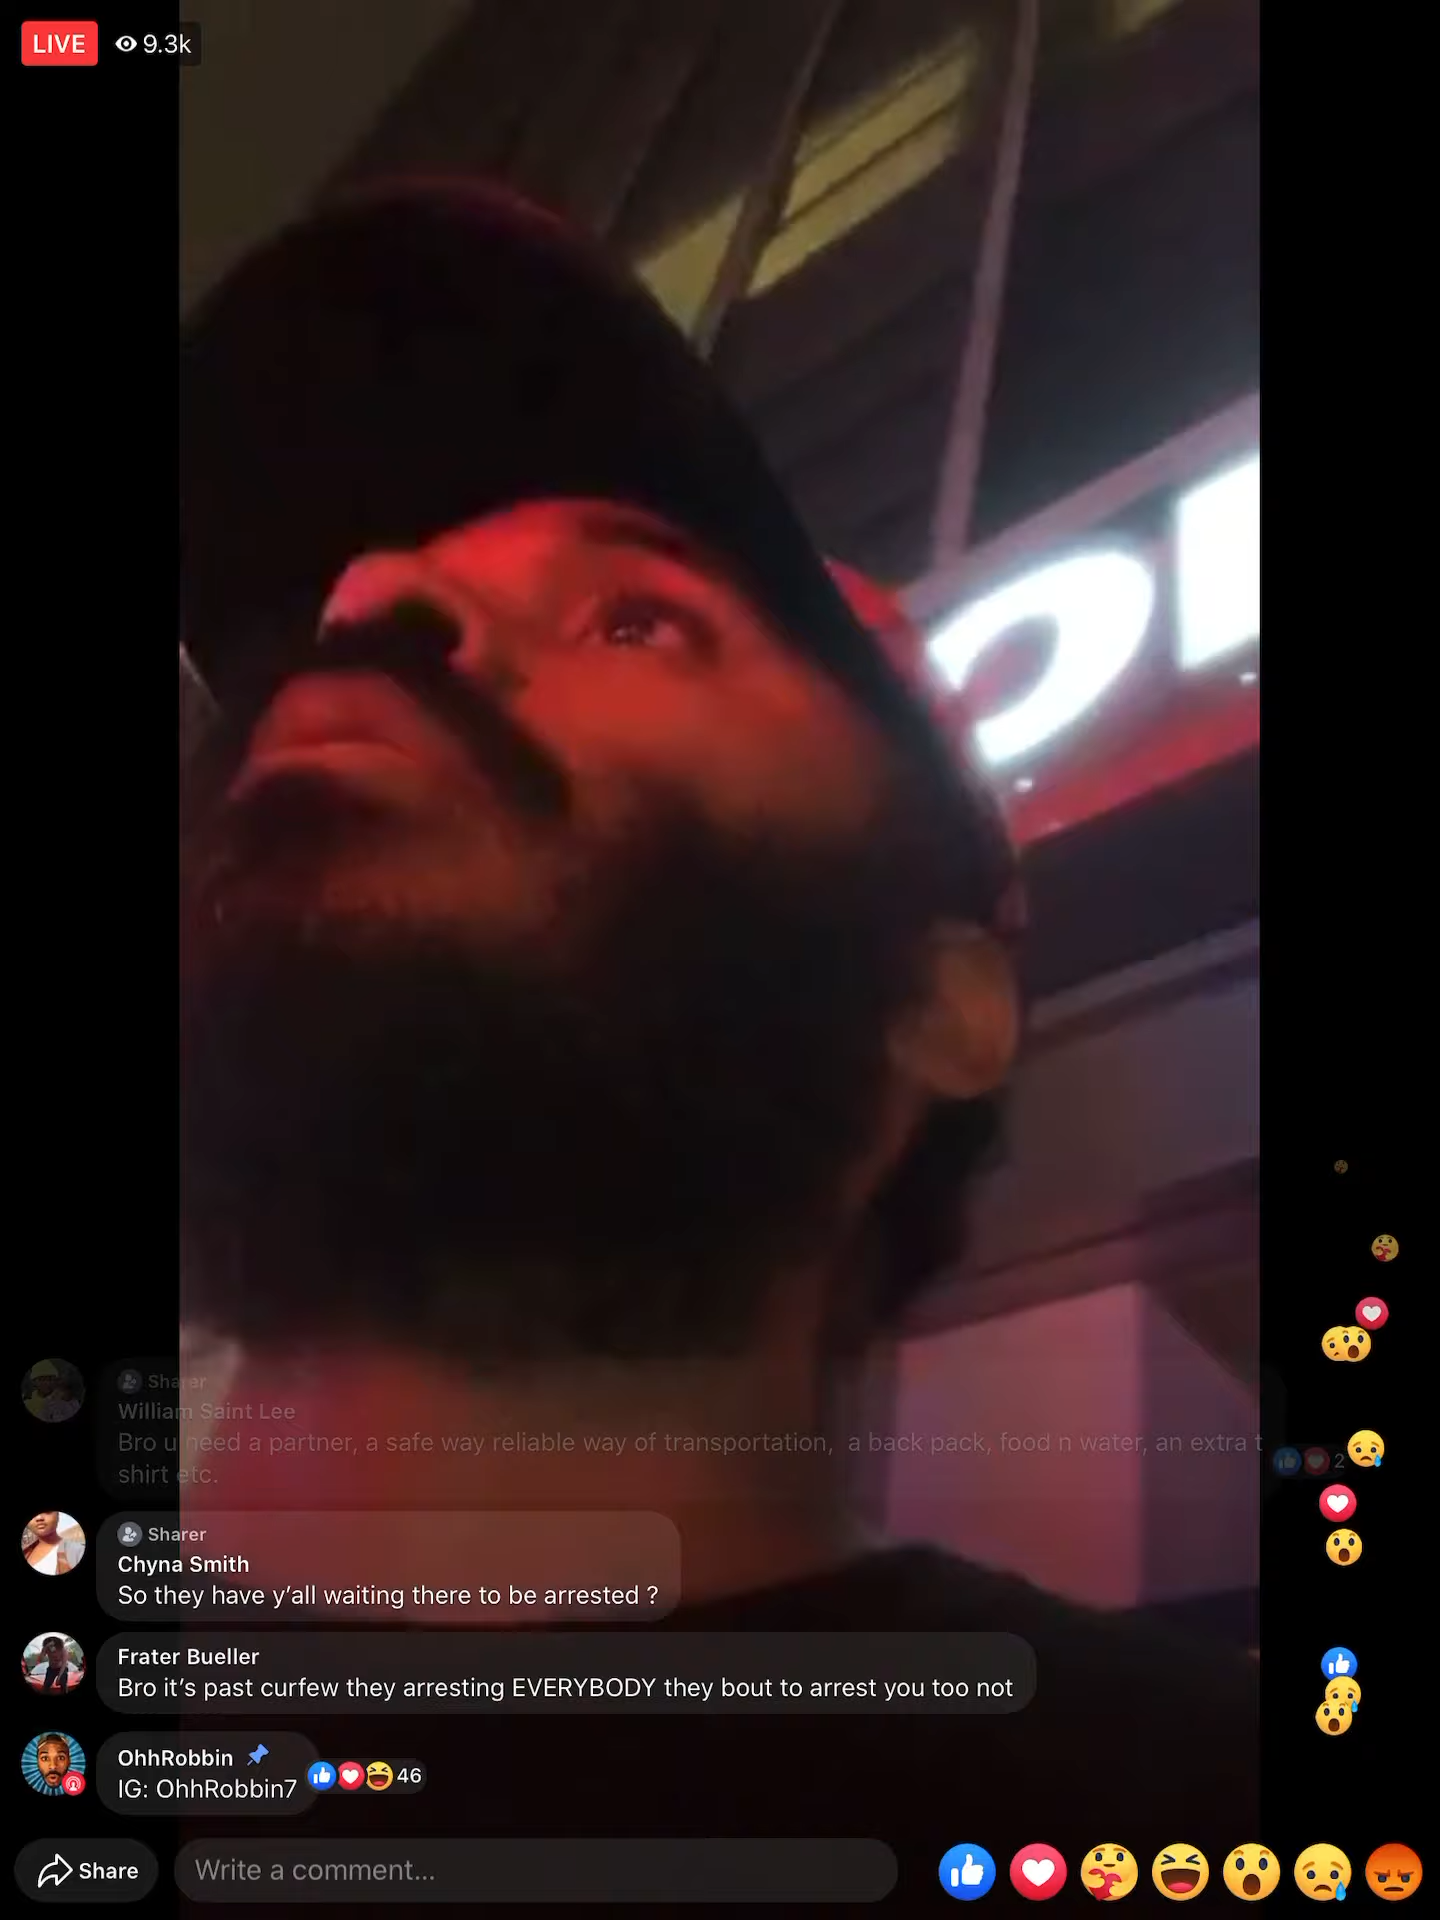 LIVE 9.3k
Sharer
William Saint Lee
Bro u need a partner, a safe way reliable way of transportation, a back pack, food n water, an extra t
shirt etc.
2
Sharer
Chyna Smith
So they have y’all waiting there to be arrested ?
Frater Bueller
Bro it’s past curfew they arresting EVERYBODY they bout to arrest you too not
OhhRobbin
IG: OhhRobbin7
46
Share
Write a comment...